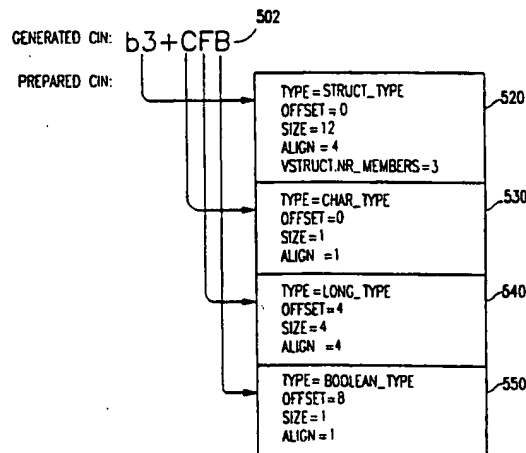 GENERATED CIN: b3+CFB 502
PREPARED CIN:
TYPE=STRUCT_TYPE
OFFSET=0
SIZE=12
ALIGN=4
VSTRUCT.NR_MEMBERS=3
520
TYPE=CHAR_TYPE
OFFSET=0
SIZE=1
ALIGN =1
530
TYPE=LONG_TYPE
OFFSET=4
SIZE=4
ALIGN =4
540
TYPE=BOOLEAN_TYPE
OFFSET=8
SIZE=1
ALIGN=1
550